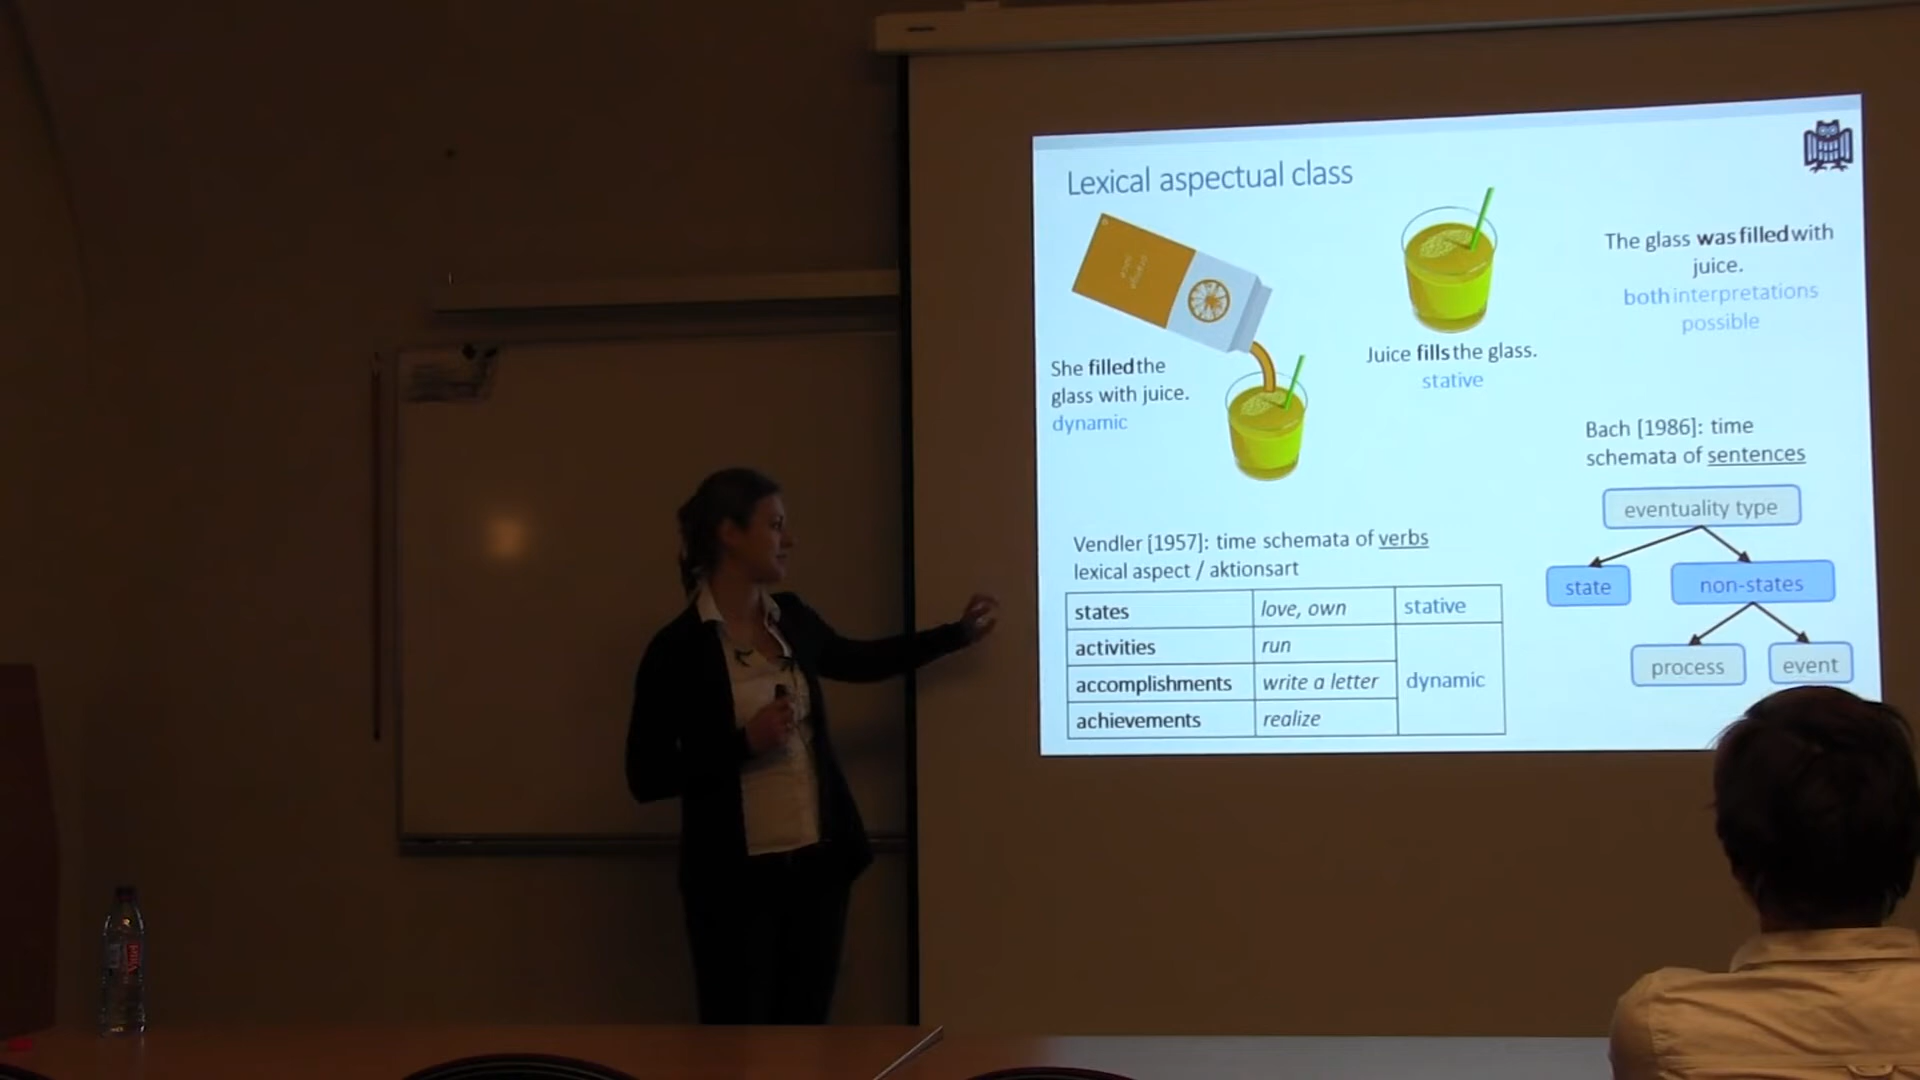 Lexical aspectual class
She filled the
glass with juice.
dynamic
Juice fills the glass.
stative
The glass was filled with
juice.
both interpretations
possible
Vendler [1957]: time schemata of verbs
lexical aspect / aktionsart
states love, own stative
activities run
accomplishments write a letter dynamic
achievements realize
Bach [1986]: time
schemata of sentences
eventuality type
state non-states
process event
Vittel